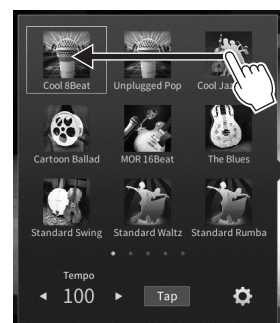 Cool 8Beat Unplugged Pop Cool Ja
Cartoon Ballad MOR 16Beat The Blues
Standard Swing Standard Waltz Standard Rumba
Tempo
100 Tap